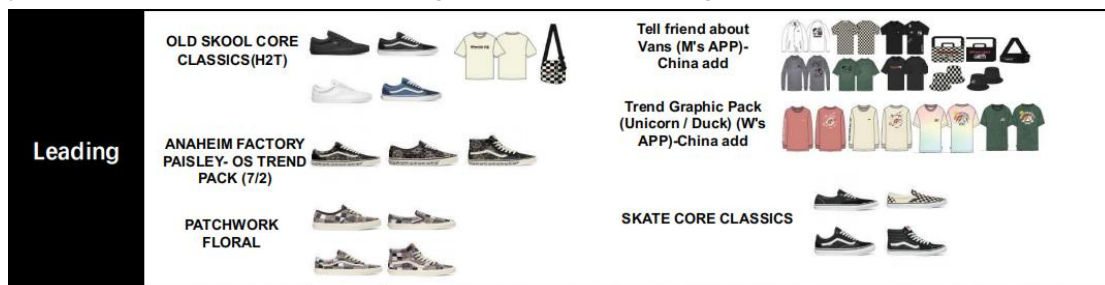 Leading
OLD SKOOL CORE
CLASSICS(H2T)
ANAHEIM FACTORY
PAISLEY- OS TREND
PACK (7/2)
PATCHWORK
FLORAL
Tell friend about
Vans (M's APP)-
China add
Trend Graphic Pack
(Unicorn / Duck) (W's
APP)-China add
SKATE CORE CLASSICS